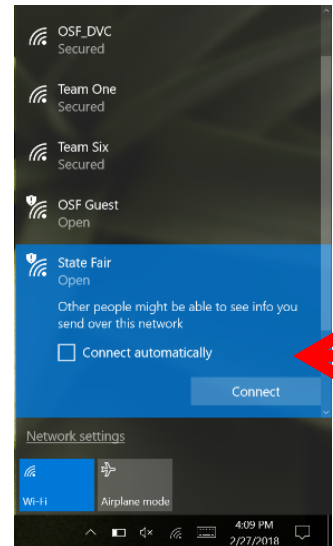 OSF_DVC
Secured
Team One
Secured
Team Six
Secured
OSF Guest
Open
State Fair
Open
Other people might be able to see info you
send over this network
Connect automatically
Connect
Network settings
Wi-Fi
Airplane mode
4:09 PM
2/27/2018